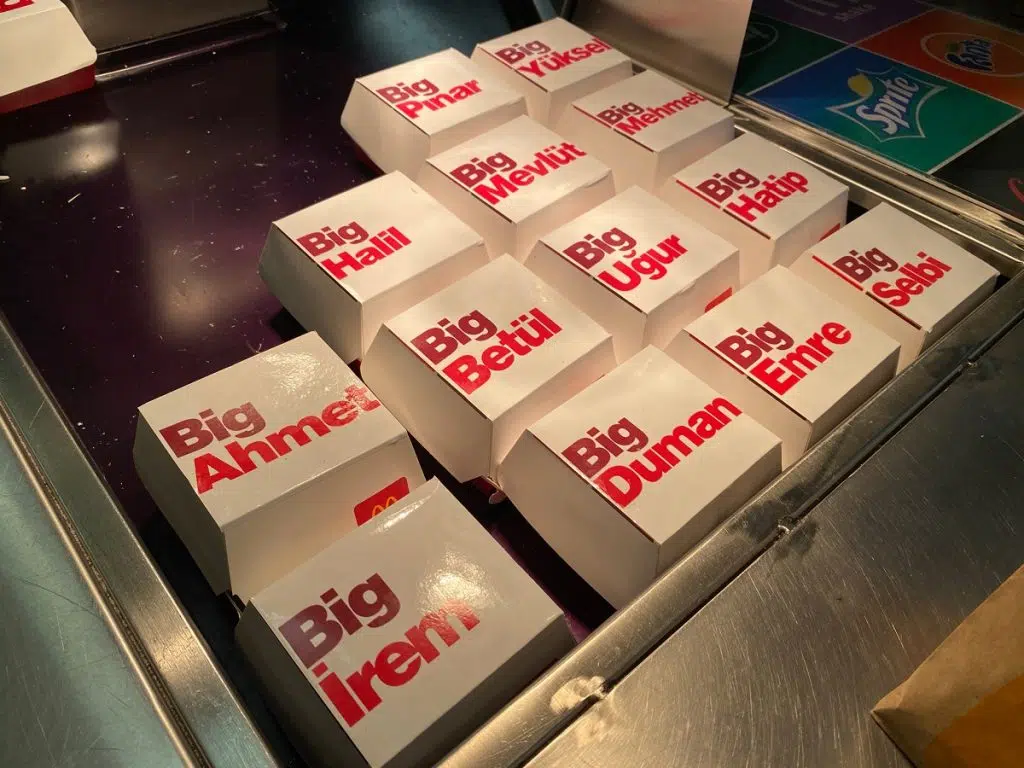 Big
Yüksel
Big
Pınar
Big
Mehmet
Big
Mevlüt
Big
Hatip
Big
Halil
Big
Uğur
Big
Selbi
Big
Betül
Big
Emre
Big
Ahmet
Big
Duman
Big
İrem
Sprite
Fanta